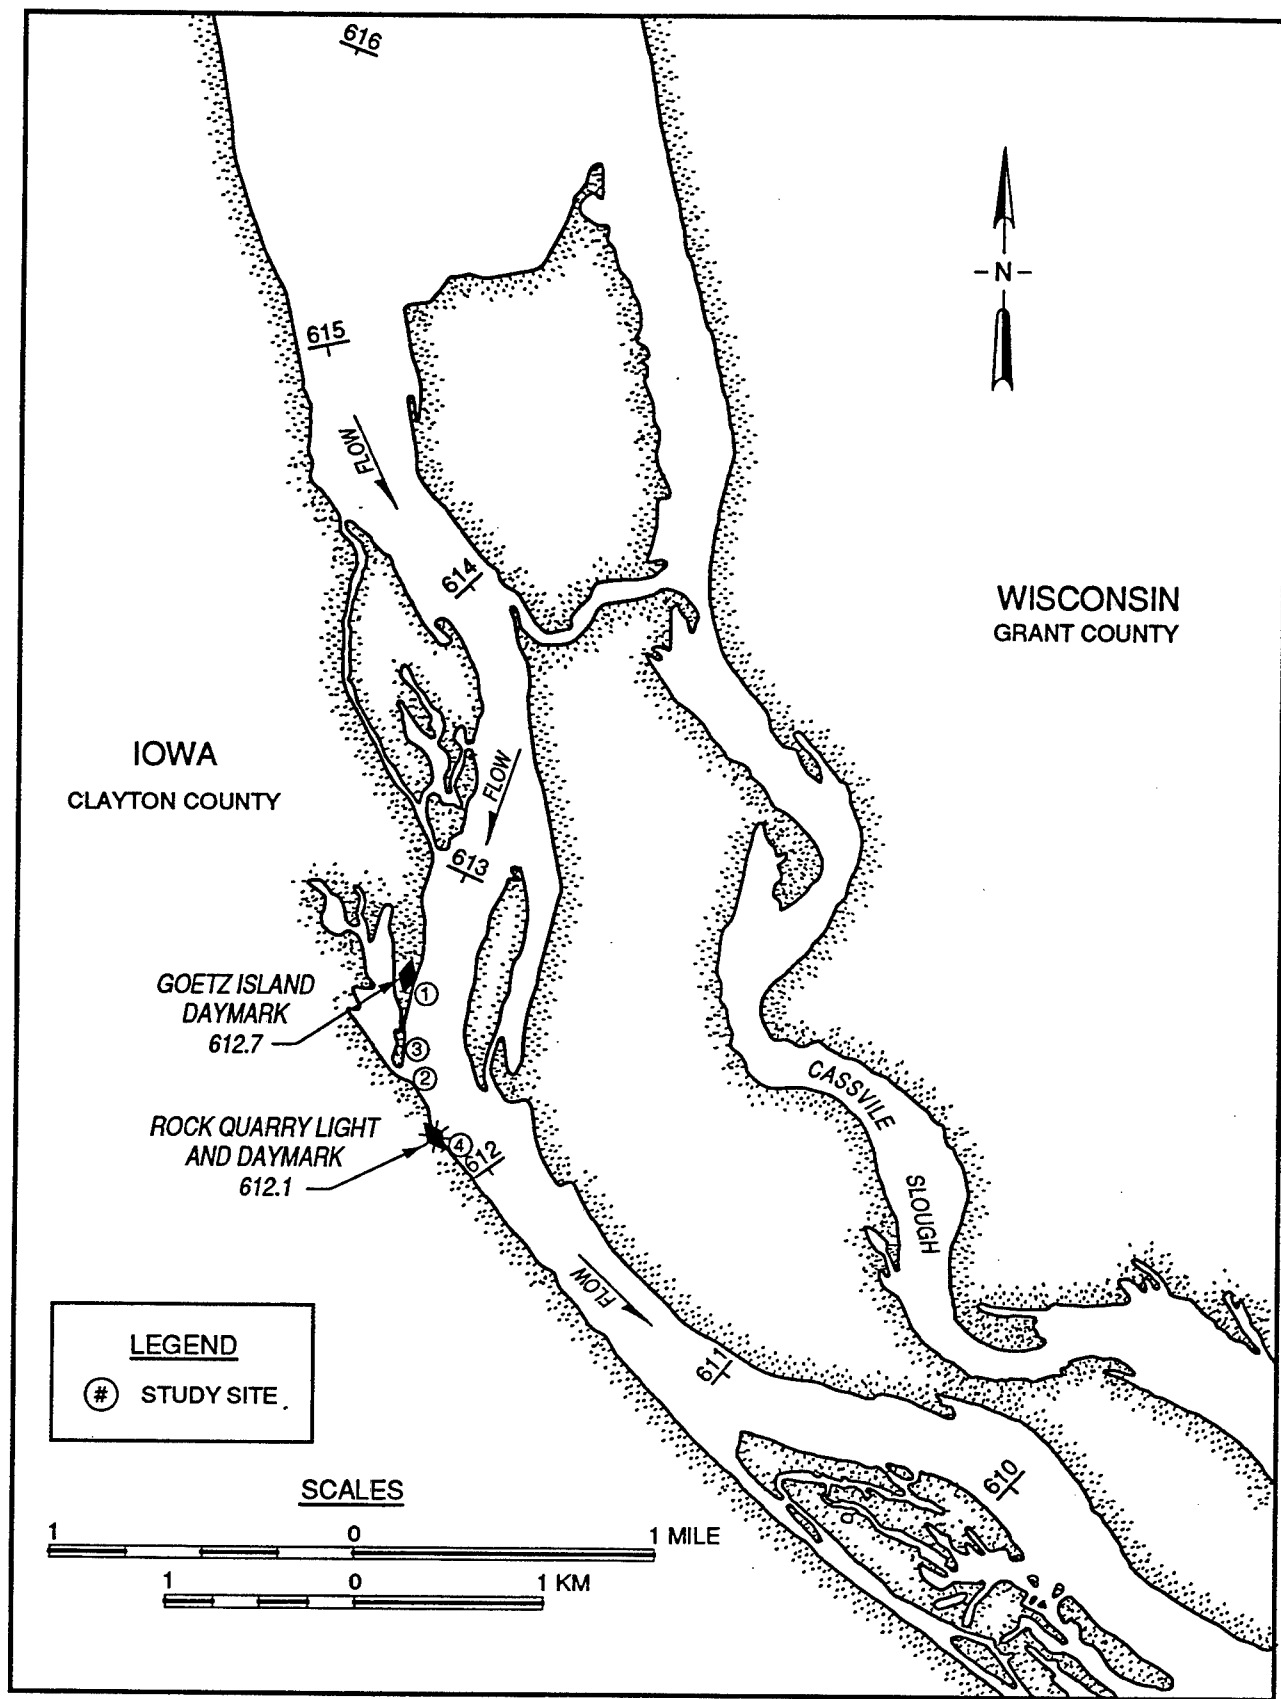 616
N
615
FLOW
614
WISCONSIN
GRANT COUNTY
IOWA
CLAYTON COUNTY
FLOW
613
GOETZ ISLAND
DAYMARK
612.7
1
3
2
CASSVILE
SLOUGH
ROCK QUARRY LIGHT
AND DAYMARK
612.1
4
612
FLOW
611
610
LEGEND
# STUDY SITE
SCALES
1 0 1 MILE
1 0 1 KM